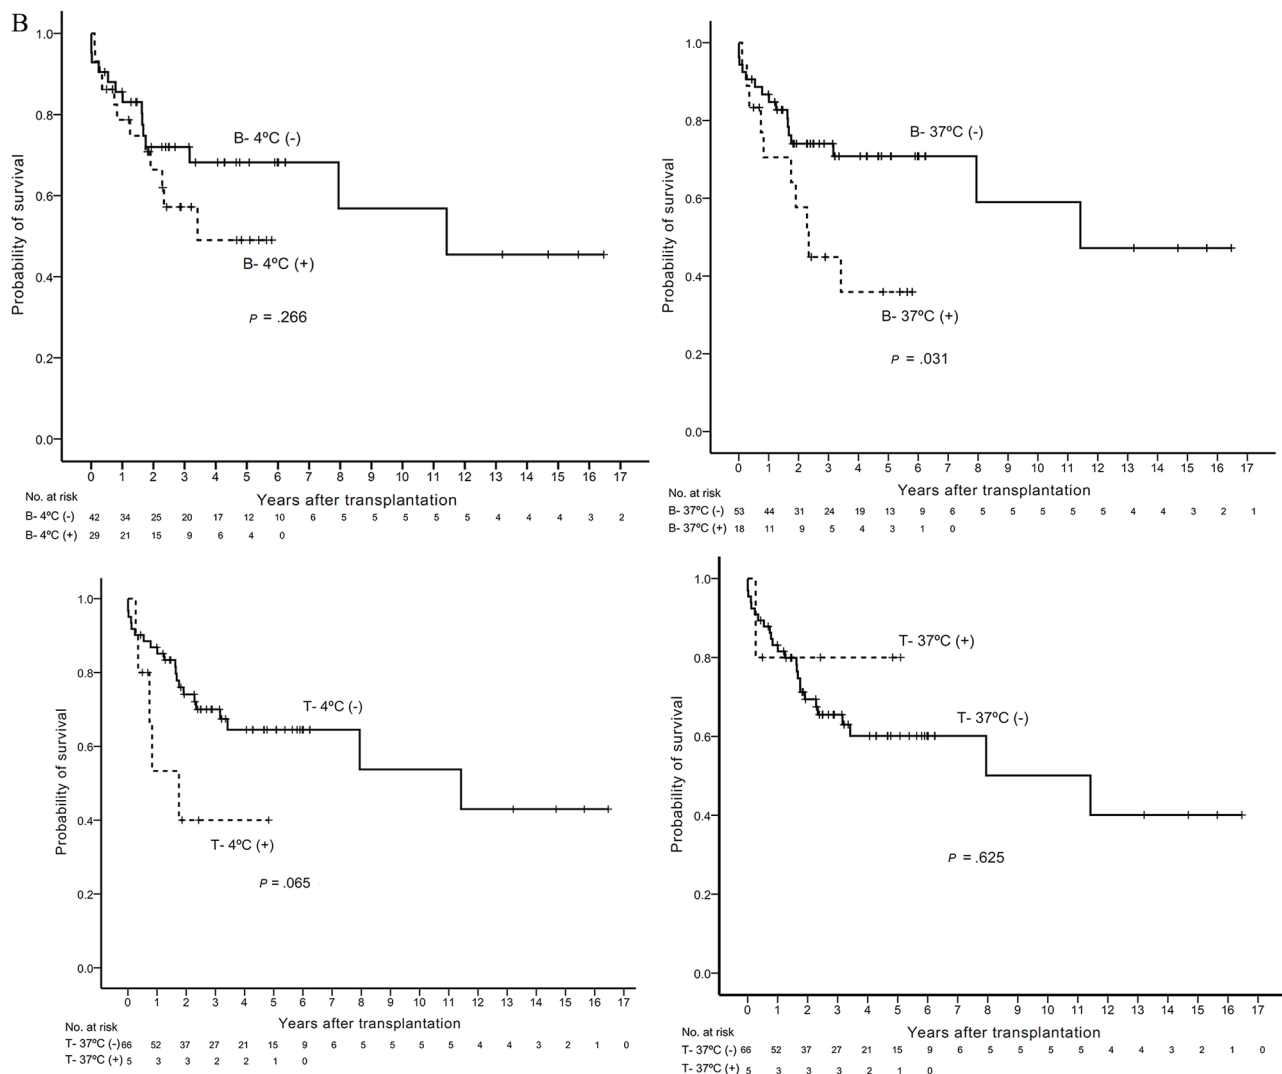 B
1.0
0.8
0.6
0.4
0.2
0.0
Probability of survival
B- 4ºC (-)
B- 4ºC (+)
P = .266
0 1 2 3 4 5 6 7 8 9 10 11 12 13 14 15 16 17
Years after transplantation
No. at risk
B- 4ºC (-) 42 34 25 20 17 12 10 6 5 5 5 5 5 4 4 4 3 2
B- 4ºC (+) 29 21 15 9 6 4 0
1.0
0.8
0.6
0.4
0.2
0.0
Probability of survival
B- 37ºC (-)
B- 37ºC (+)
P = .031
0 1 2 3 4 5 6 7 8 9 10 11 12 13 14 15 16 17
Years after transplantation
No. at risk
B- 37ºC (-) 53 44 31 24 19 13 9 6 5 5 5 5 5 4 4 3 2 1
B- 37ºC (+) 18 11 9 5 4 3 1 0
1.0
0.8
0.6
0.4
0.2
0.0
Probability of survival
T- 4ºC (-)
T- 4ºC (+)
P = .065
0 1 2 3 4 5 6 7 8 9 10 11 12 13 14 15 16 17
Years after transplantation
No. at risk
T- 37ºC (-) 66 52 37 27 21 15 9 6 5 5 5 5 4 4 3 2 1 0
T- 37ºC (+) 5 3 3 2 2 1 0
1.0
0.8
0.6
0.4
0.2
0.0
Probability of survival
T- 37ºC (+)
T- 37ºC (-)
P = .625
0 1 2 3 4 5 6 7 8 9 10 11 12 13 14 15 16 17
Years after transplantation
No. at risk
T- 37ºC (-) 66 52 37 27 21 15 9 6 5 5 5 5 4 4 3 2 1 0
T- 37ºC (+) 5 3 3 3 2 1 0